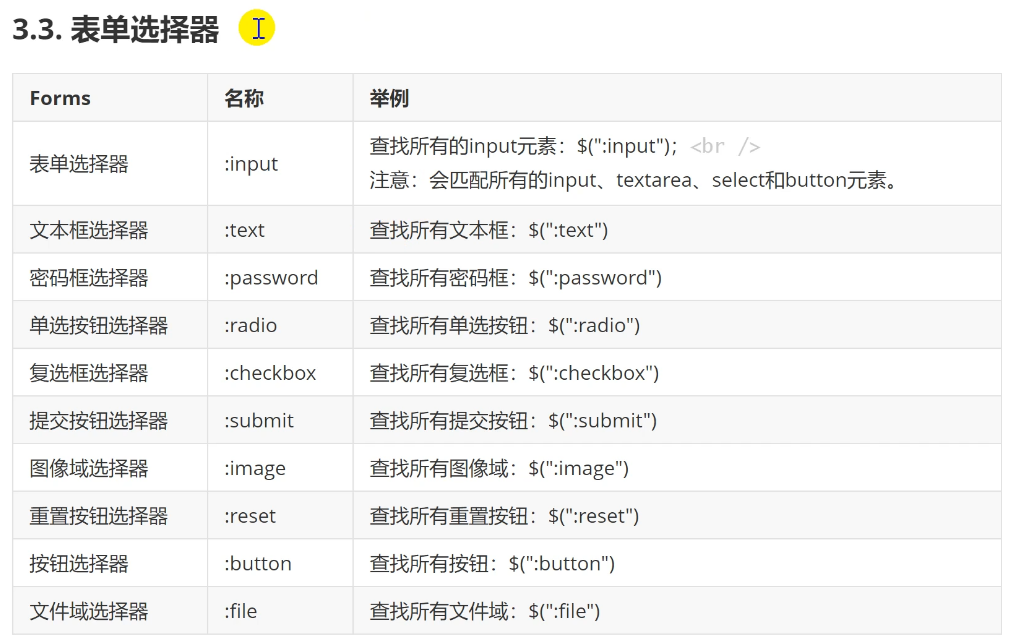 3.3. 表单选择器
Forms 名称 举例
表单选择器 :input 查找所有的input元素：$(":input"); <br />
注意：会匹配所有的input、textarea、select和button元素。
文本框选择器 :text 查找所有文本框：$(":text")
密码框选择器 :password 查找所有密码框：$(":password")
单选按钮选择器 :radio 查找所有单选按钮：$(":radio")
复选框选择器 :checkbox 查找所有复选框：$(":checkbox")
提交按钮选择器 :submit 查找所有提交按钮：$(":submit")
图像域选择器 :image 查找所有图像域：$(":image")
重置按钮选择器 :reset 查找所有重置按钮：$(":reset")
按钮选择器 :button 查找所有按钮：$(":button")
文件域选择器 :file 查找所有文件域：$(":file")